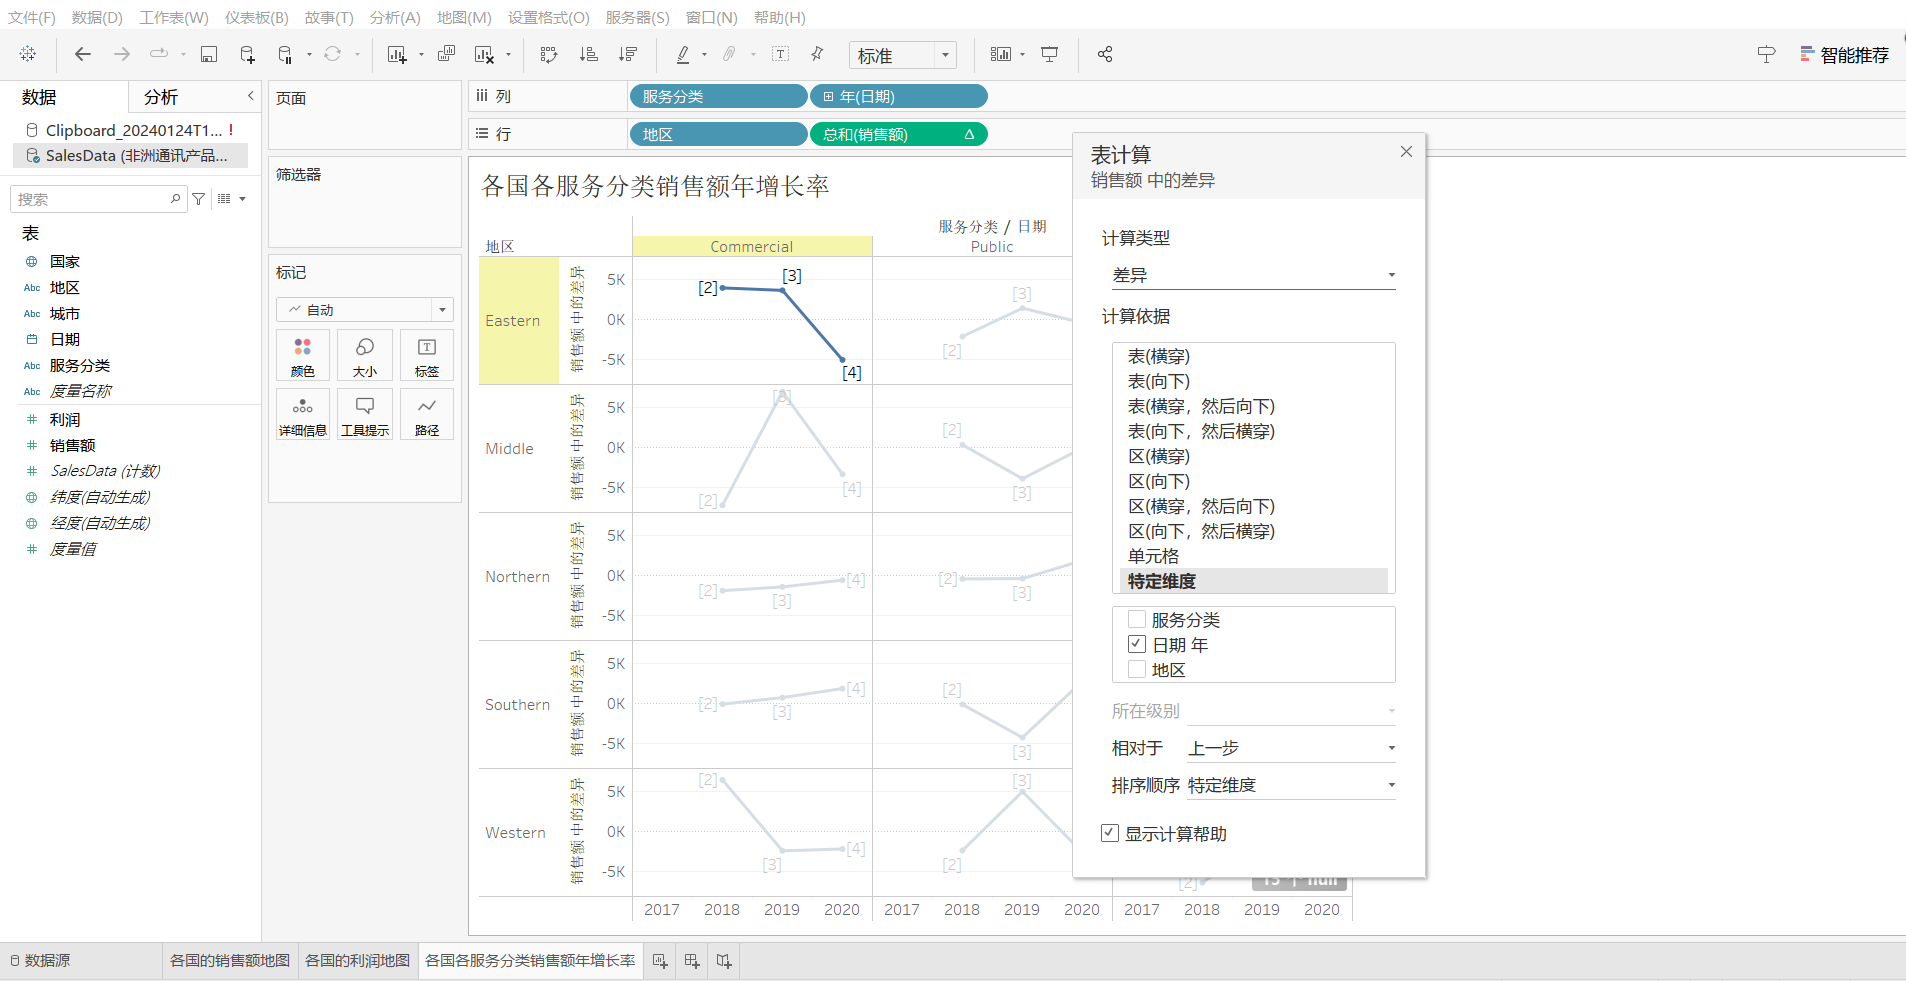 文件(F) 数据(D) 工作表(W) 仪表板(B) 故事(T) 分析(A) 地图(M) 设置格式(O) 服务器(S) 窗口(N) 帮助(H)
标准
智能推荐
数据 分析
Clipboard_20240124T1... !
SalesData (非洲通讯产品...
搜索
表
国家
Abc 地区
Abc 城市
日期
Abc 服务分类
Abc 度量名称
利润
销售额
SalesData (计数)
纬度(自动生成)
经度(自动生成)
度量值
页面
筛选器
标记
自动
颜色 大小 标签
详细信息 工具提示 路径
列 服务分类 年(日期)
行 地区 总和(销售额) Δ
各国各服务分类销售额年增长率
服务分类 / 日期
地区 Commercial Public
Eastern
销售额 中的差异
5K
0K
-5K
[2] [3] [4]
[2] [3]
Middle
销售额 中的差异
5K
0K
-5K
[2] [3] [4]
[2] [3]
Northern
销售额 中的差异
5K
0K
-5K
[2] [3] [4]
[2] [3]
Southern
销售额 中的差异
5K
0K
-5K
[2] [3] [4]
[2] [3]
Western
销售额 中的差异
5K
0K
-5K
[2] [3] [4]
[2] [3]
[2]
2017 2018 2019 2020 2017 2018 2019 2020 2017 2018 2019 2020
表计算
销售额 中的差异
计算类型
差异
计算依据
表(横穿)
表(向下)
表(横穿，然后向下)
表(向下，然后横穿)
区(横穿)
区(向下)
区(横穿，然后向下)
区(向下，然后横穿)
单元格
特定维度
服务分类
日期 年
地区
所在级别
相对于 上一步
排序顺序 特定维度
显示计算帮助
数据源 各国的销售额地图 各国的利润地图 各国各服务分类销售额年增长率